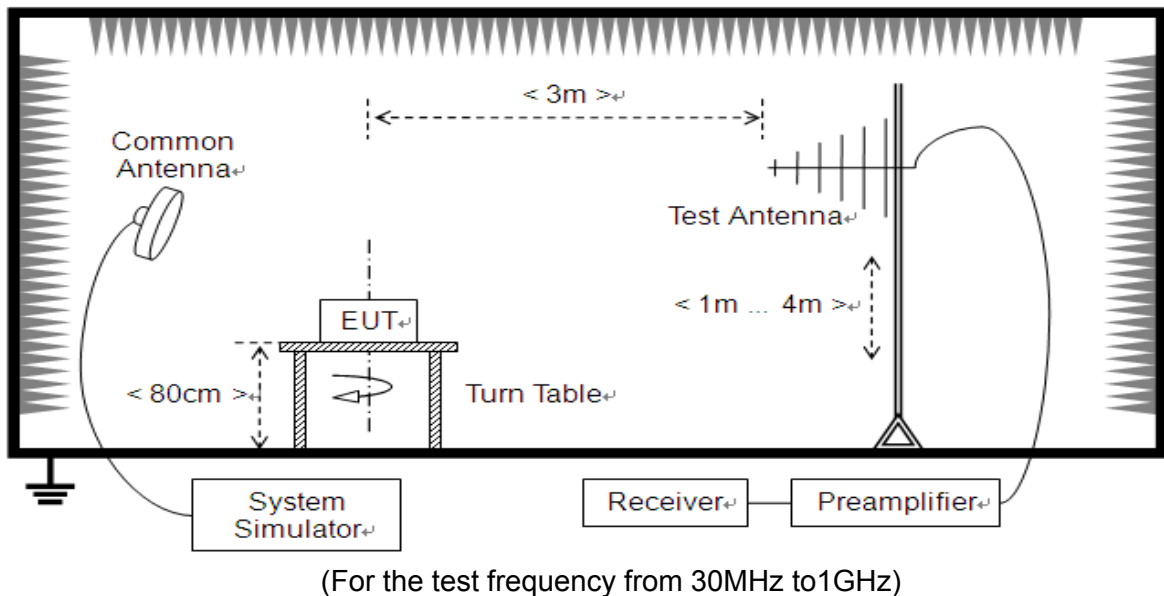 < 3m >↵
Common
Antenna↵
Test Antenna↵
< 1m ... 4m >↵
EUT↵
< 80cm >↵
Turn Table↵
System
Simulator↵
Receiver↵
Preamplifier↵
(For the test frequency from 30MHz to1GHz)